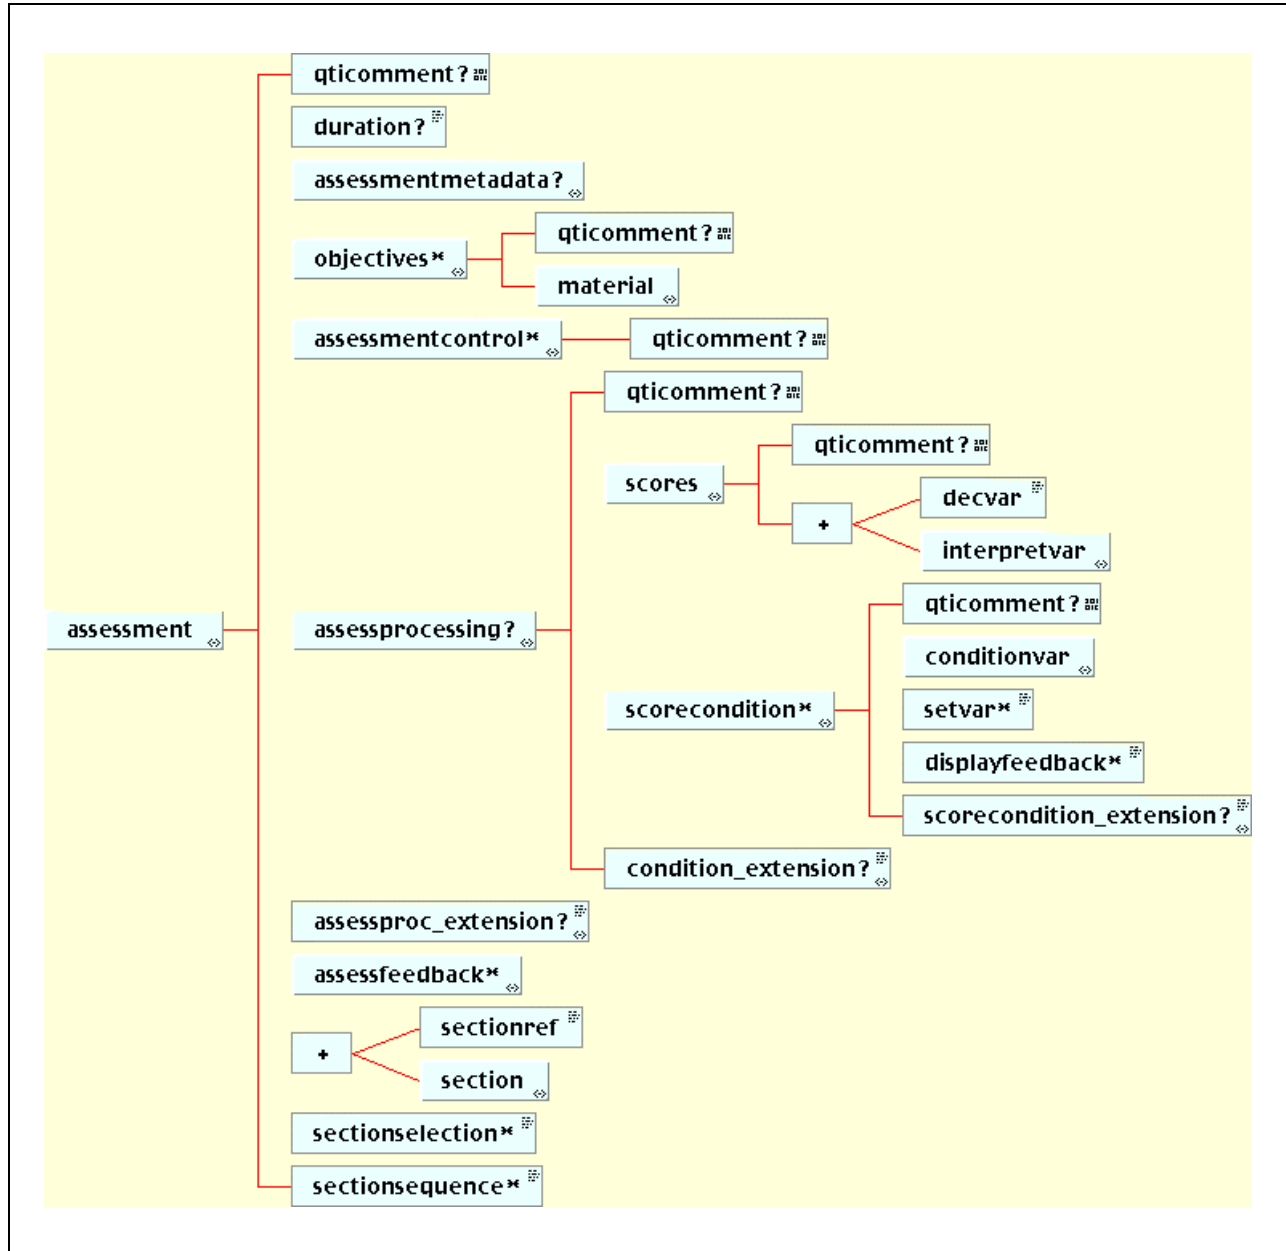 qticomment?
duration?
assessmentmetadata?
qticomment?
objectives*
material
assessmentcontrol*
qticomment?
qticomment?
qticomment?
scores
decvar
+
interpretvar
qticomment?
assessment
assessprocessing?
conditionvar
scorecondition*
setvar*
displayfeedback*
scorecondition_extension?
condition_extension?
assessproc_extension?
assessfeedback*
sectionref
+
section
sectionselection*
sectionsequence*